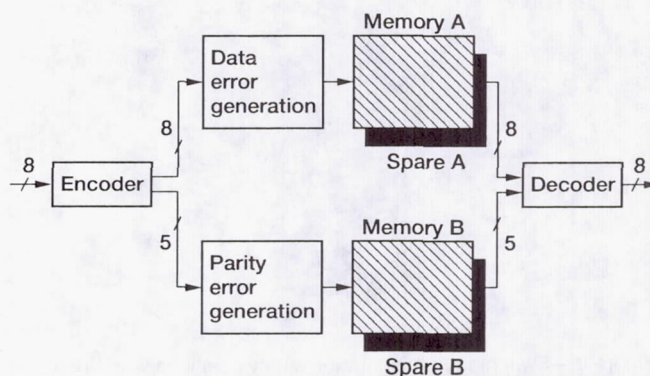 Memory A
Data
error
generation
8
8
Spare A
8
Encoder
Decoder
8
Memory B
5
5
Parity
error
generation
Spare B